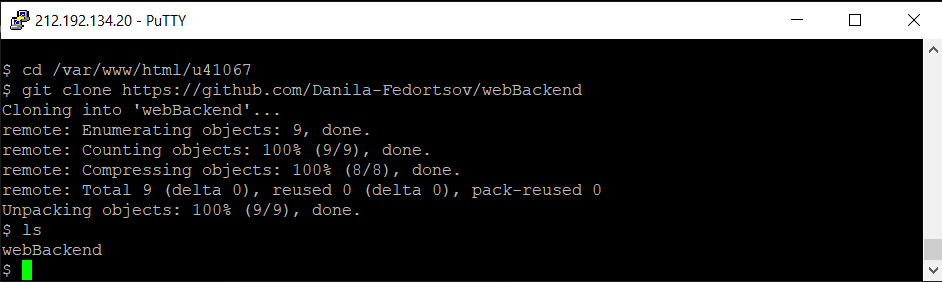 212.192.134.20 - PuTTY
$ cd /var/www/html/u41067
$ git clone https://github.com/Danila-Fedortsov/webBackend
Cloning into 'webBackend'...
remote: Enumerating objects: 9, done.
remote: Counting objects: 100% (9/9), done.
remote: Compressing objects: 100% (8/8), done.
remote: Total 9 (delta 0), reused 0 (delta 0), pack-reused 0
Unpacking objects: 100% (9/9), done.
$ ls
webBackend
$